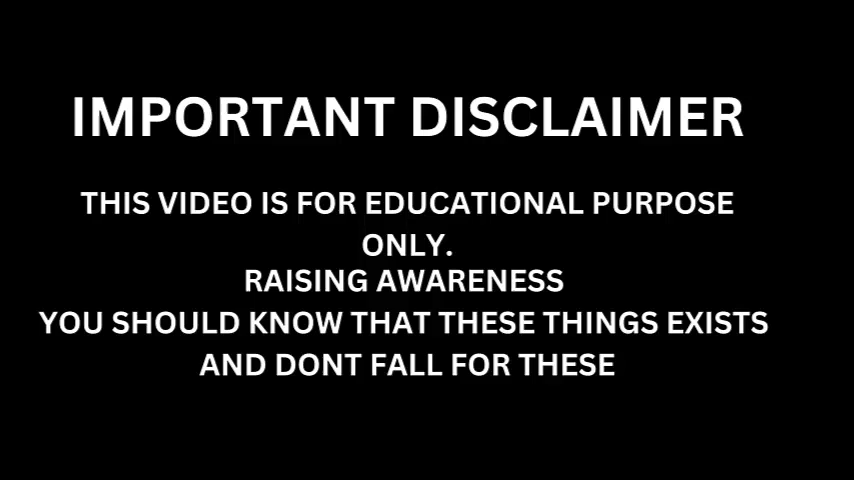 IMPORTANT DISCLAIMER
THIS VIDEO IS FOR EDUCATIONAL PURPOSE
ONLY.
RAISING AWARENESS
YOU SHOULD KNOW THAT THESE THINGS EXISTS
AND DONT FALL FOR THESE